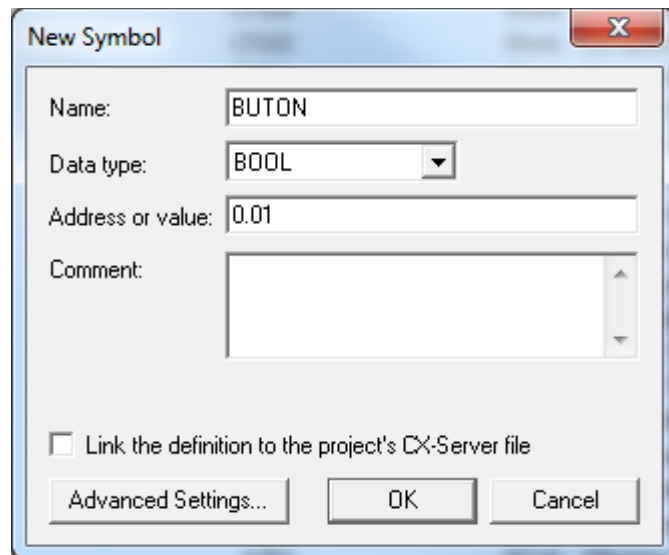 New Symbol
Name: BUTON
Data type: BOOL
Address or value: 0.01
Comment:
Link the definition to the project's CX-Server file
Advanced Settings... OK Cancel